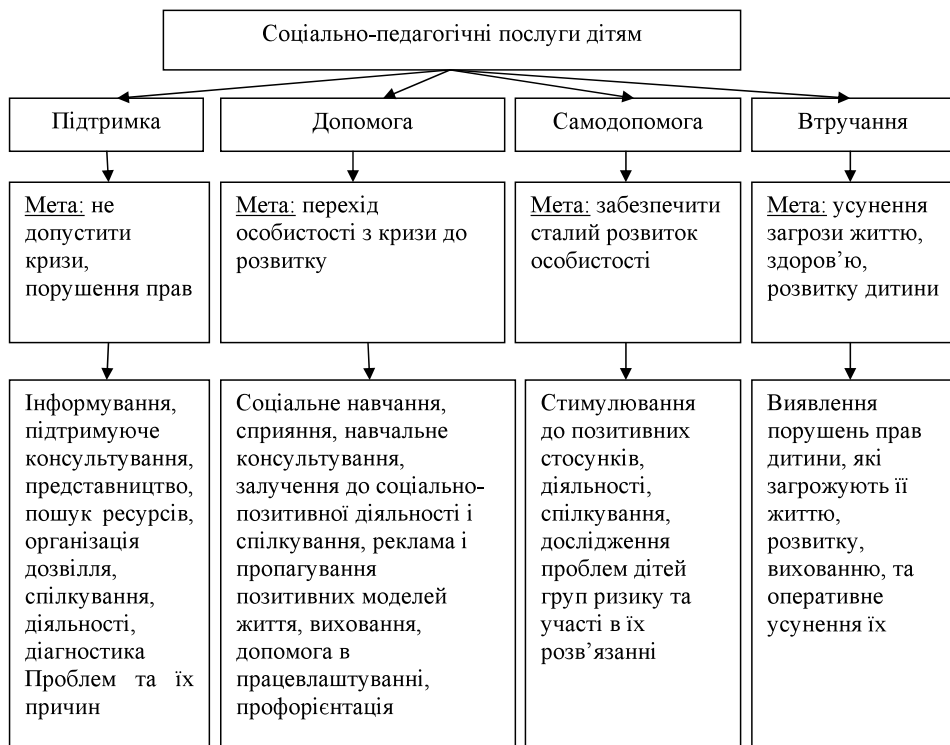 Соціально-педагогічні послуги дітям
Підтримка
Допомога
Самодопомога
Втручання
Мета: не
допустити
кризи,
порушення прав
Мета: перехід
особистості з кризи до
розвитку
Мета: забезпечити
сталий розвиток
особистості
Мета: усунення
загрози життю,
здоров’ю,
розвитку дитини
Інформування,
підтримуюче
консультування,
представництво,
пошук ресурсів,
організація
дозвілля,
спілкування,
діяльності,
діагностика
Проблем та їх
причин
Соціальне навчання,
сприяння, навчальне
консультування,
залучення до соціально-
позитивної діяльності і
спілкування, реклама і
пропагування
позитивних моделей
життя, виховання,
допомога в
працевлаштуванні,
профорієнтація
Стимулювання
до позитивних
стосунків,
діяльності,
спілкування,
дослідження
проблем дітей
груп ризику та
участі в їх
розв’язанні
Виявлення
порушень прав
дитини, які
загрожують її
життю,
розвитку,
вихованню, та
оперативне
усунення їх